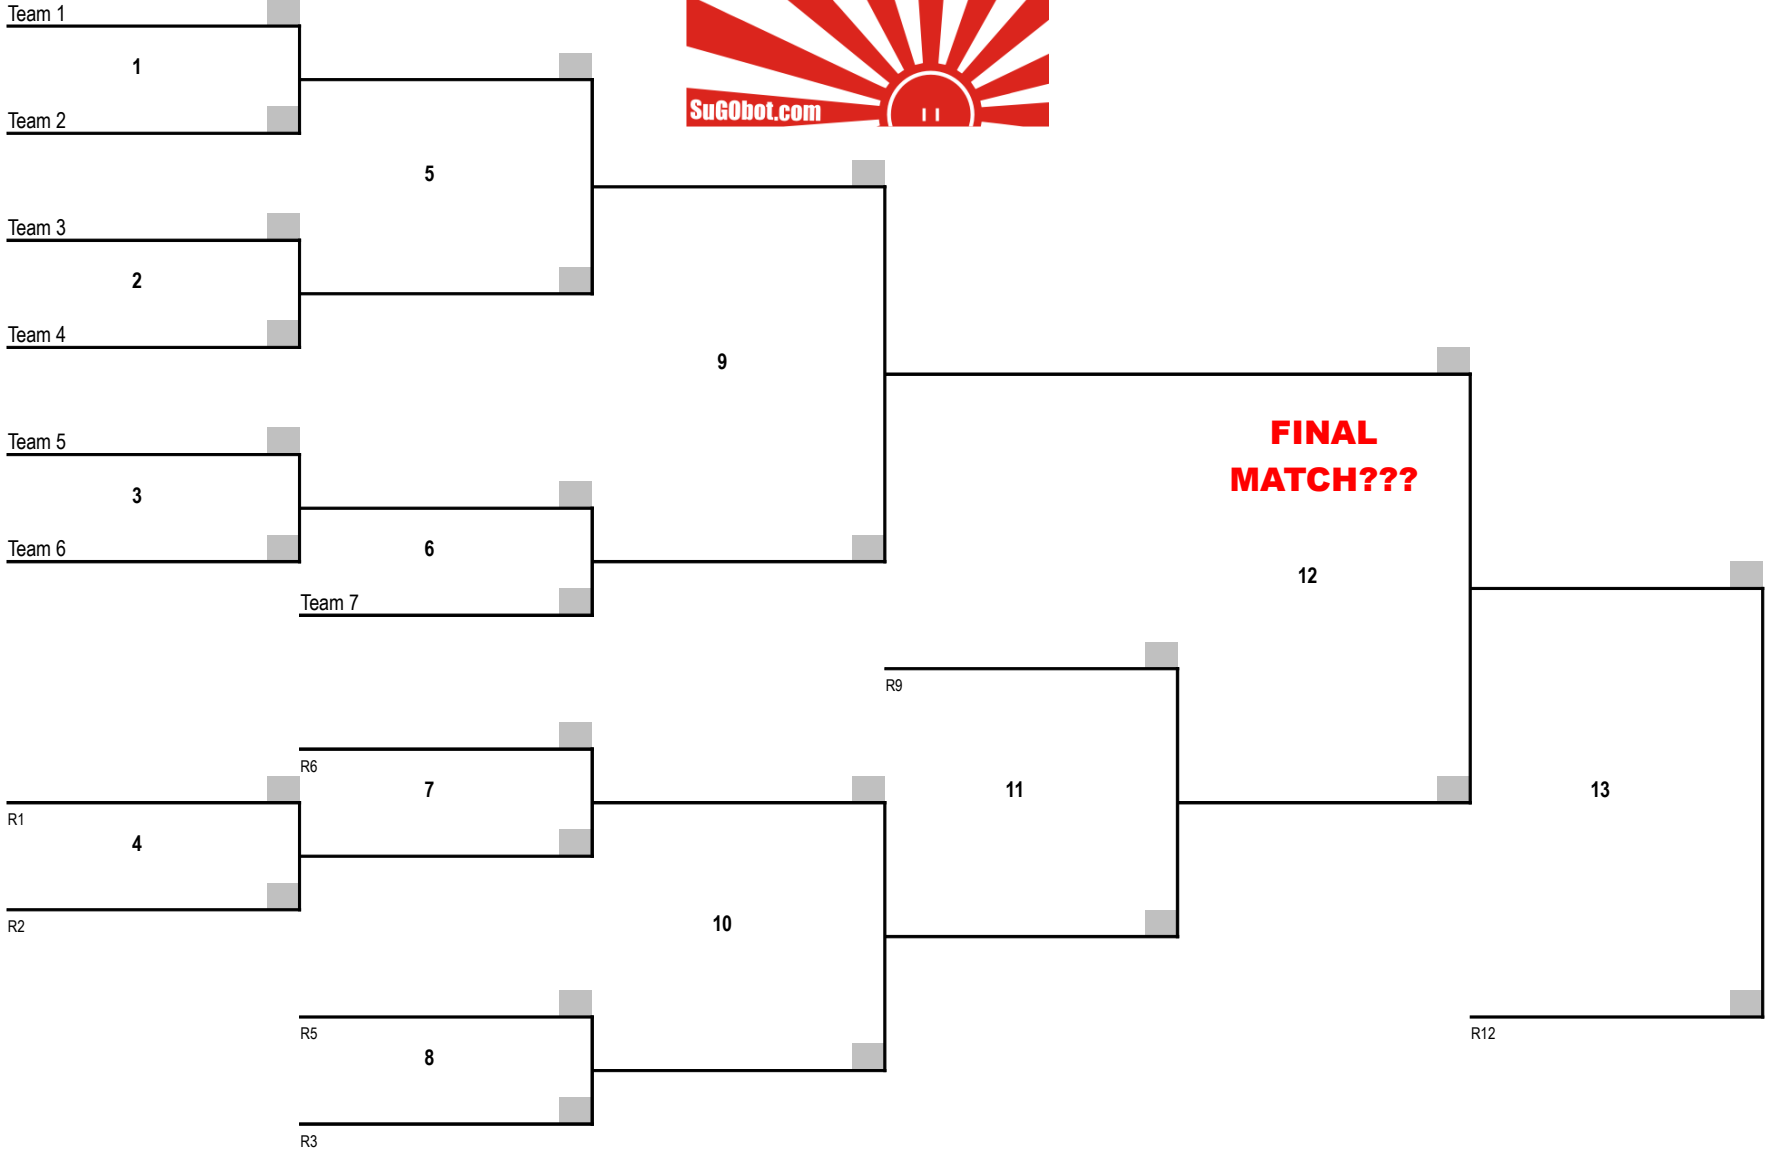 Team 1
1
SuGObot.com
Team 2
5
Team 3
2
Team 4
9
FINAL
MATCH???
Team 5
3
Team 6
6
12
Team 7
R9
R6
7
11
13
R1
4
R2
10
R5
R12
8
R3